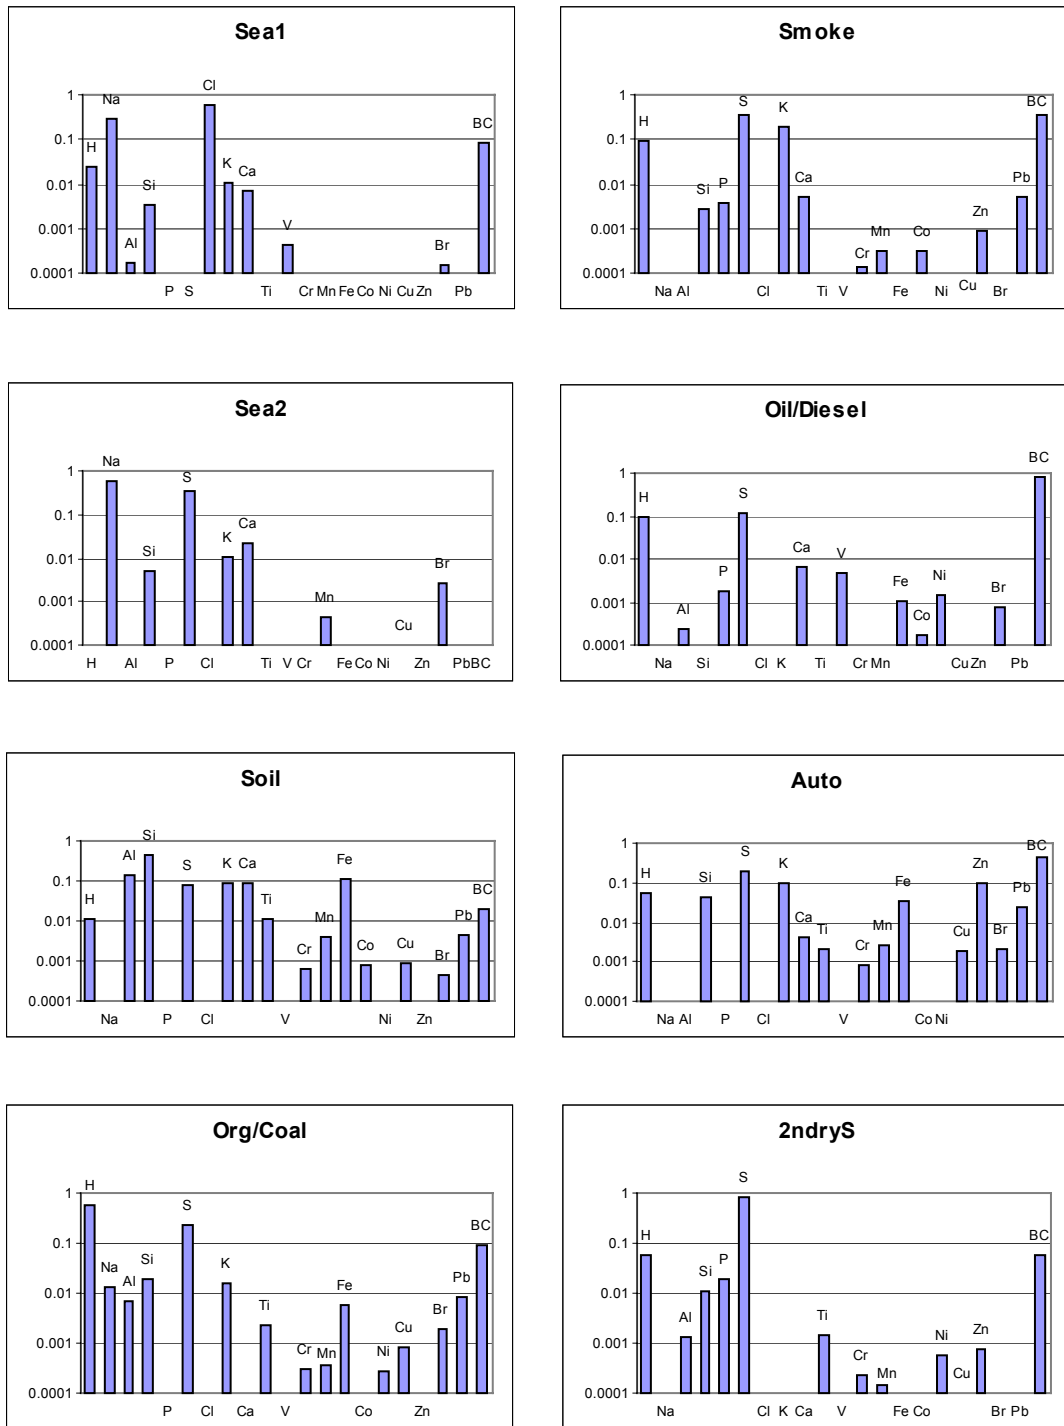 Sea1
Cl
1
Na
BC
0.1
H
K
Ca
0.01
Si
V
0.001
Al
Br
0.0001
P S Ti Cr Mn Fe Co Ni Cu Zn Pb
Smoke
S
BC
1
K
H
0.1
Pb
Ca
0.01
Si P
Zn
0.001
Mn Co
Cr
0.0001
Cu
Na Al Cl Ti V Fe Ni Br
Sea2
Na
1
S
0.1
Ca
K
0.01
Si
Br
0.001
Mn
Cu
0.0001
H Al P Cl Ti V Cr Fe Co Ni Zn Pb BC
Oil/Diesel
BC
1
S
H
0.1
Ca V
0.01
P
Fe Ni
Br
0.001
Al
Co
0.0001
Na Si Cl K Ti Cr Mn Cu Zn Pb
Soil
Si
1
Al
S K Ca
Fe
0.1
BC
Ti
0.01
Pb
Mn
0.001
Cr Co Cu
Br
0.0001
Na P Cl V Ni Zn
Auto
BC
1
S
K
Zn
H
0.1
Si
Fe
Pb
0.01
Ca
Ti
Mn
Cu
Br
0.001
Cr
0.0001
Na Al P Cl V Co Ni
Org/Coal
H
1
S
BC
0.1
Na
Al
Si
K
0.01
Pb
Fe
Ti
Br
0.001
Cu
Cr Mn
Ni
0.0001
P Cl Ca V Co Zn
2ndryS
S
1
H
BC
0.1
P
Si
0.01
Al
Ti
Zn
0.001
Ni
Cr
Mn
Cu
0.0001
Na Cl K Ca V Fe Co Br Pb